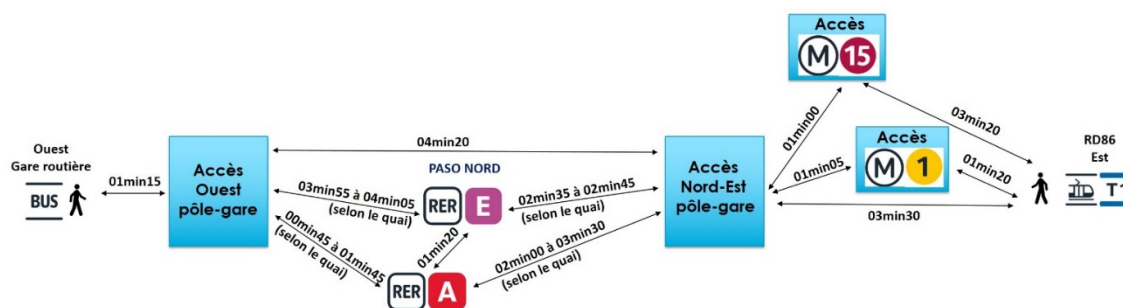 Accès
M 15
01min00
03min20
Ouest
Gare routière
BUS
01min15
Accès
Ouest
pôle-gare
04min20
PASO NORD
03min55 à 04min05
(selon le quai)
RER E
02min35 à 02min45
(selon le quai)
00min45 à 01min45
(selon le quai)
01min20
RER A
02min00 à 03min30
(selon le quai)
Accès
Nord-Est
pôle-gare
Accès
M 1
01min05
01min20
03min30
RD86
Est
T1